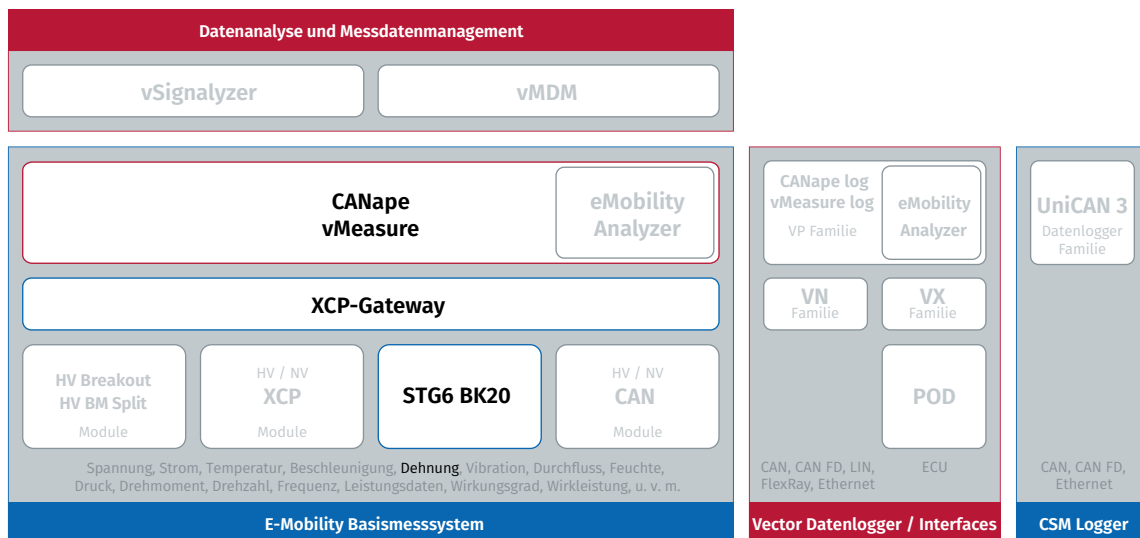 Datenanalyse und Messdatenmanagement
vSignalyzer
vMDM
CANape
vMeasure
eMobility
Analyzer
XCP-Gateway
HV Breakout
HV BM Split
Module
HV / NV
XCP
Module
STG6 BK20
HV / NV
CAN
Module
Spannung, Strom, Temperatur, Beschleunigung, Dehnung, Vibration, Durchfluss, Feuchte,
Druck, Drehmoment, Drehzahl, Frequenz, Leistungsdaten, Wirkungsgrad, Wirkleistung, u. v. m.
E-Mobility Basismesssystem
CANape log
vMeasure log
VP Familie
eMobility
Analyzer
VN
Familie
VX
Familie
POD
CAN, CAN FD, LIN,
FlexRay, Ethernet
ECU
Vector Datenlogger / Interfaces
UniCAN 3
Datenlogger
Familie
CAN, CAN FD,
Ethernet
CSM Logger